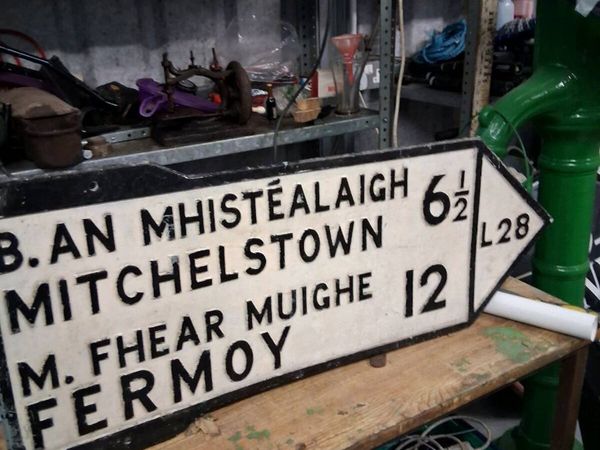 B. AN MHISTÉALAIGH 6½
MITCHELSTOWN
M. FHEAR MUIGHE 12
FERMOY
L28